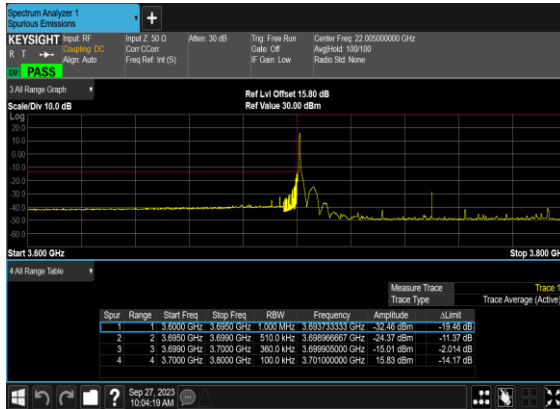 Spectrum Analyzer 1
Spurious Emissions
+
KEYSIGHT Input: RF Input Z: 50 Ω Atten: 30 dB Trig: Free Run Center Freq: 22.005000000 GHz
R T Coupling: DC Corr CCorr Gate: Off Avg|Hold: 100/100
Align: Auto Freq Ref: Int (S) IF Gain: Low Radio Std: None
LU PASS
3 All Range Graph
Ref Lvl Offset 15.80 dB
Scale/Div 10.0 dB Ref Value 30.00 dBm
Log
20.0
10.0
0.00
-10.0
-20.0
-30.0
-40.0
-50.0
-60.0
Start 3.600 GHz Stop 3.800 GH
4 All Range Table
Measure Trace Trace 1
Trace Type Trace Average (Active)
Spur Range Start Freq Stop Freq RBW Frequency Amplitude ΔLimit
1 1 3.6000 GHz 3.6950 GHz 1.000 MHz 3.693733333 GHz -32.46 dBm -19.46 dB
2 2 3.6950 GHz 3.6990 GHz 510.0 kHz 3.698966667 GHz -24.37 dBm -11.37 dB
3 3 3.6990 GHz 3.7000 GHz 360.0 kHz 3.699905000 GHz -15.01 dBm -2.014 dB
4 4 3.7000 GHz 3.8000 GHz 100.0 kHz 3.701000000 GHz 15.83 dBm -14.17 dB
? Sep 27, 2023
10:04:19 AM